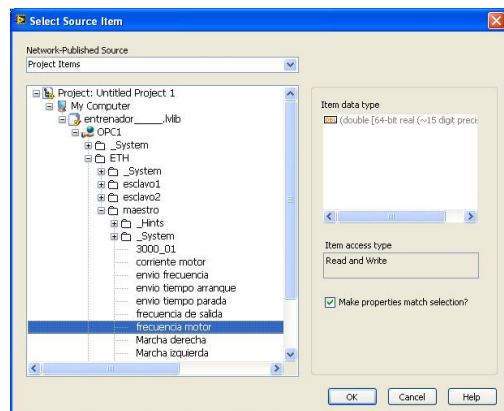 Select Source Item
Network-Published Source
Project Items
Project: Untitled Project 1
My Computer
entrenador_____.lvlib
OPC1
_System
ETH
_System
esclavo1
esclavo2
maestro
_Hints
_System
3000_01
corriente motor
envio frecuencia
envio tiempo arranque
envio tiempo parada
frecuencia de salida
frecuencia motor
Marcha derecha
Marcha izquierda
Item data type
DBL (double [64-bit real (~15 digit preci
Item access type
Read and Write
Make properties match selection?
OK Cancel Help